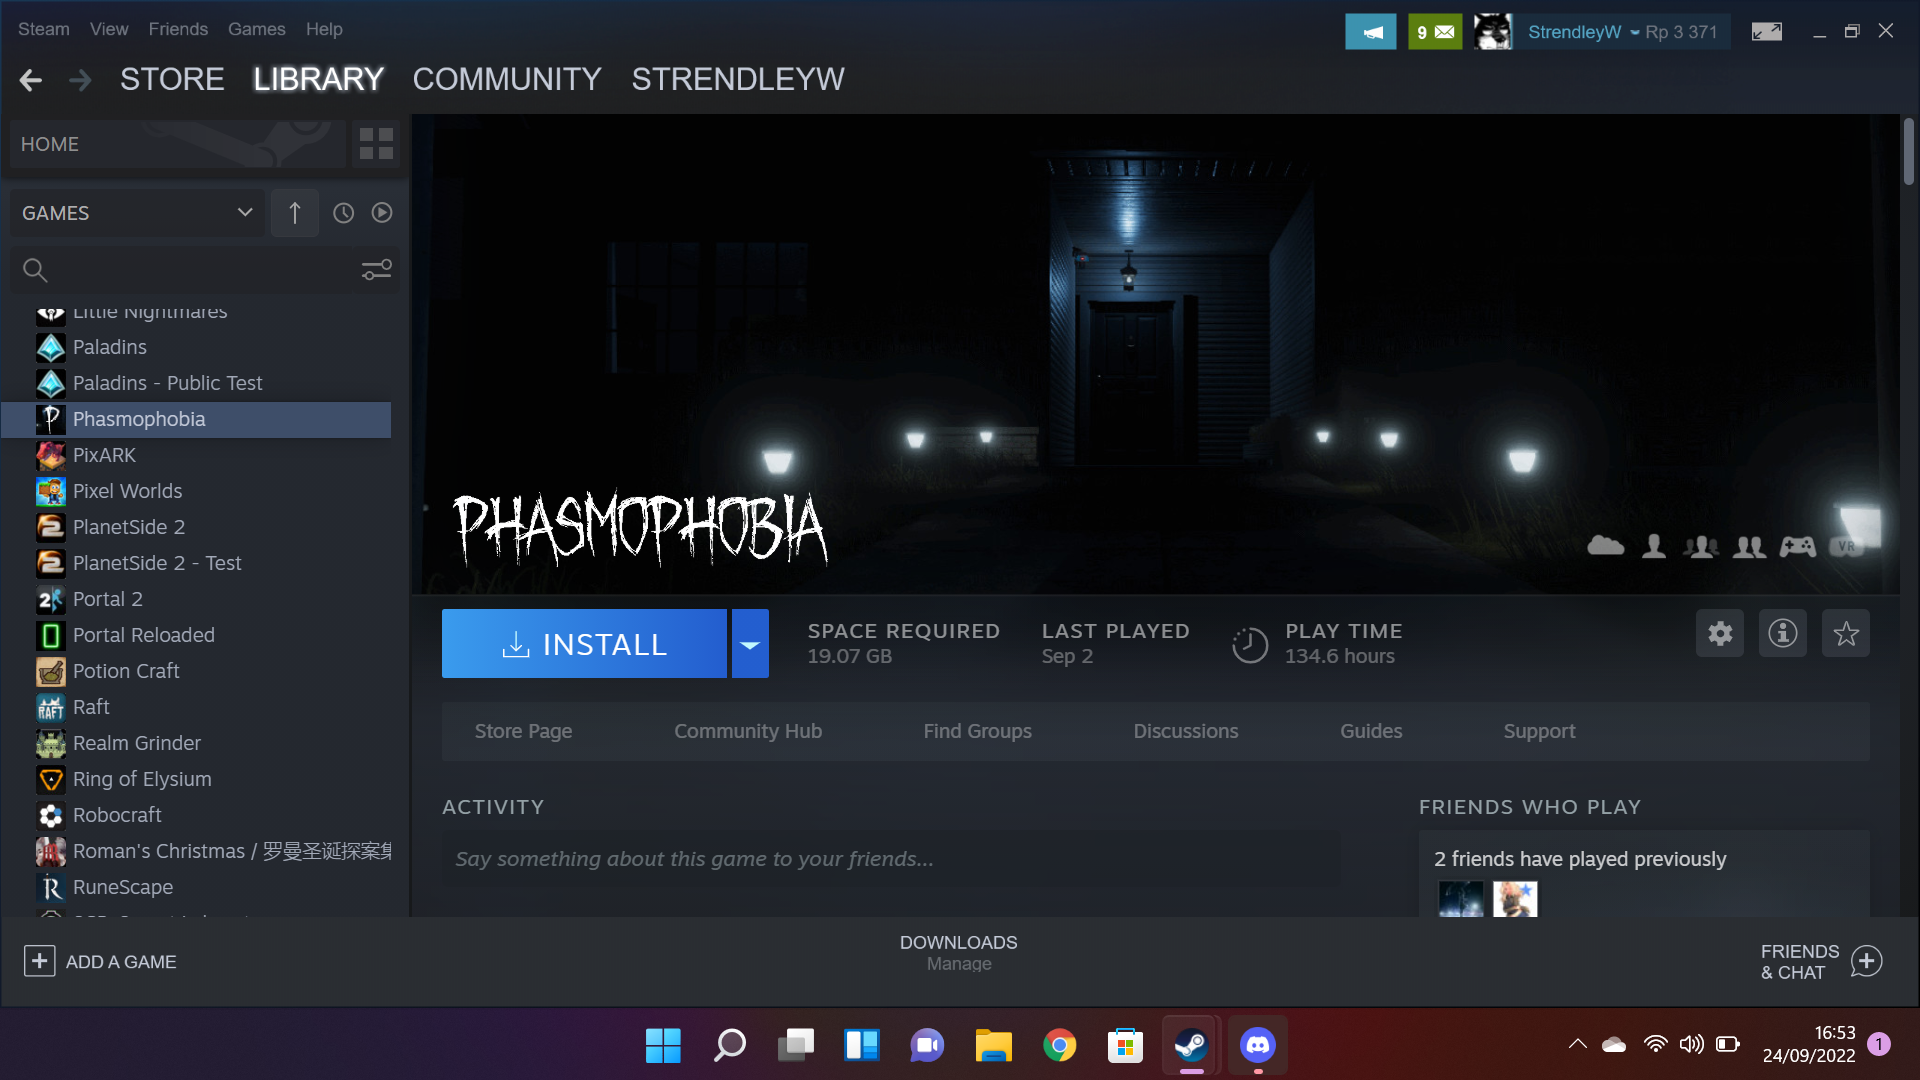 Steam View Friends Games Help
9 StrendleyW Rp 3 371
STORE LIBRARY COMMUNITY STRENDLEYW
HOME
GAMES
Little Nightmares
Paladins
Paladins - Public Test
Phasmophobia
PixARK
Pixel Worlds
PlanetSide 2
PlanetSide 2 - Test
Portal 2
Portal Reloaded
Potion Craft
Raft
Realm Grinder
Ring of Elysium
Robocraft
Roman's Christmas / 罗曼圣诞探案集
RuneScape
PHASMOPHOBIA
VR
INSTALL
SPACE REQUIRED
19.07 GB
LAST PLAYED
Sep 2
PLAY TIME
134.6 hours
Store Page Community Hub Find Groups Discussions Guides Support
ACTIVITY
Say something about this game to your friends...
FRIENDS WHO PLAY
2 friends have played previously
ADD A GAME
DOWNLOADS
Manage
FRIENDS
& CHAT
16:53
24/09/2022
1